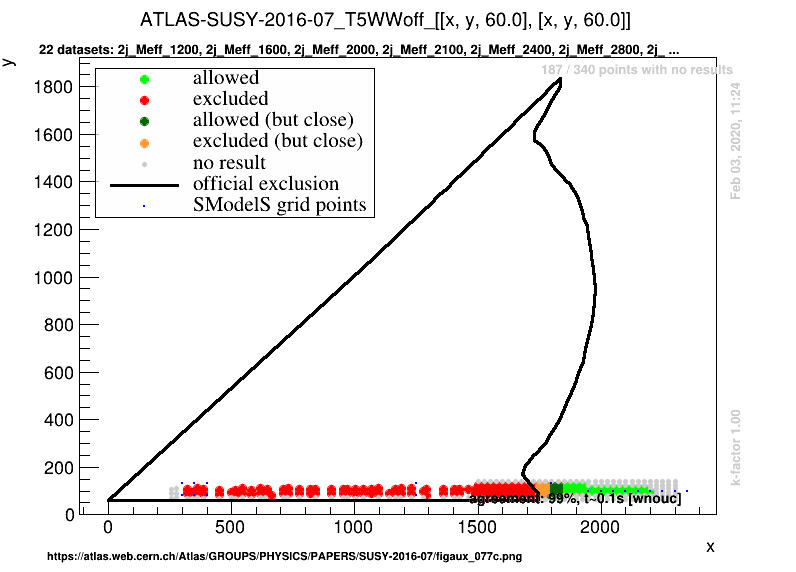 ATLAS-SUSY-2016-07_T5WWoff_[[x, y, 60.0], [x, y, 60.0]]
22 datasets: 2j_Meff_1200, 2j_Meff_1600, 2j_Meff_2000, 2j_Meff_2100, 2j_Meff_2400, 2j_Meff_2800, 2j_ ...
187 / 340 points with no results
allowed
excluded
allowed (but close)
excluded (but close)
no result
official exclusion
SModelS grid points
y
1800
1600
1400
1200
1000
800
600
400
200
0
Feb 03, 2020, 11:24
k-factor 1.00
agreement: 99%, t~0.1s [wnouc]
0
500
1000
1500
2000
x
https://atlas.web.cern.ch/Atlas/GROUPS/PHYSICS/PAPERS/SUSY-2016-07/figaux_077c.png